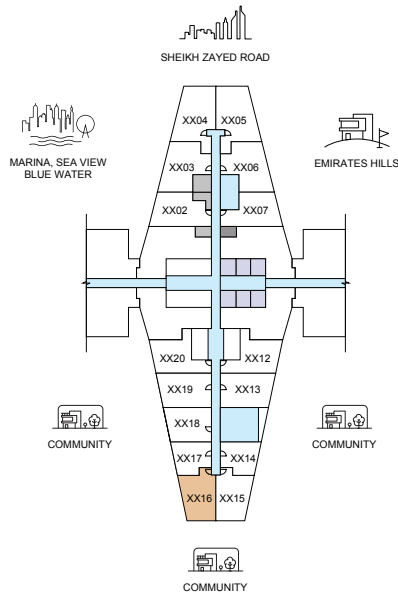 SHEIKH ZAYED ROAD
MARINA, SEA VIEW
BLUE WATER
EMIRATES HILLS
XX04
XX05
XX03
XX06
XX02
XX07
XX20
XX12
XX19
XX13
XX18
XX17
XX14
XX16
XX15
COMMUNITY
COMMUNITY
COMMUNITY